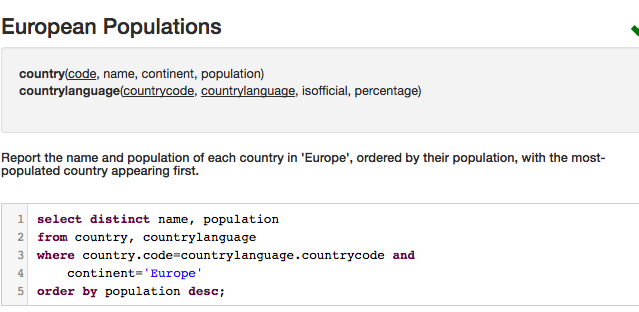 European Populations
country(code, name, continent, population)
countrylanguage(countrycode, countrylanguage, isofficial, percentage)
Report the name and population of each country in 'Europe', ordered by their population, with the most-
populated country appearing first.
1 select distinct name, population
2 from country, countrylanguage
3 where country.code=countrylanguage.countrycode and
4     continent='Europe'
5 order by population desc;